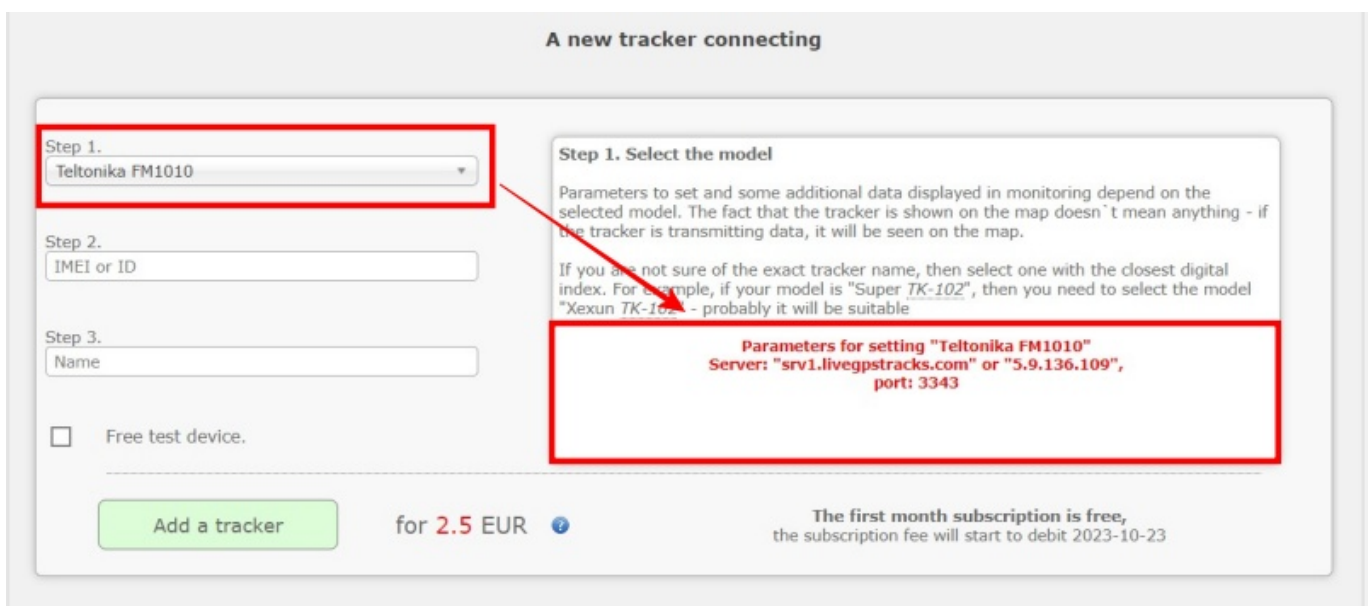 A new tracker connecting
Step 1.
Teltonika FM1010
Step 2.
IMEI or ID
Step 3.
Name
Free test device.
Step 1. Select the model
Parameters to set and some additional data displayed in monitoring depend on the
selected model. The fact that the tracker is shown on the map doesn`t mean anything - if
the tracker is transmitting data, it will be seen on the map.
If you are not sure of the exact tracker name, then select one with the closest digital
index. For example, if your model is "Super TK-102", then you need to select the model
"Xexun TK-102" - probably it will be suitable
Parameters for setting "Teltonika FM1010"
Server: "srv1.livegpstracks.com" or "5.9.136.109",
port: 3343
Add a tracker
for 2.5 EUR
?
The first month subscription is free,
the subscription fee will start to debit 2023-10-23